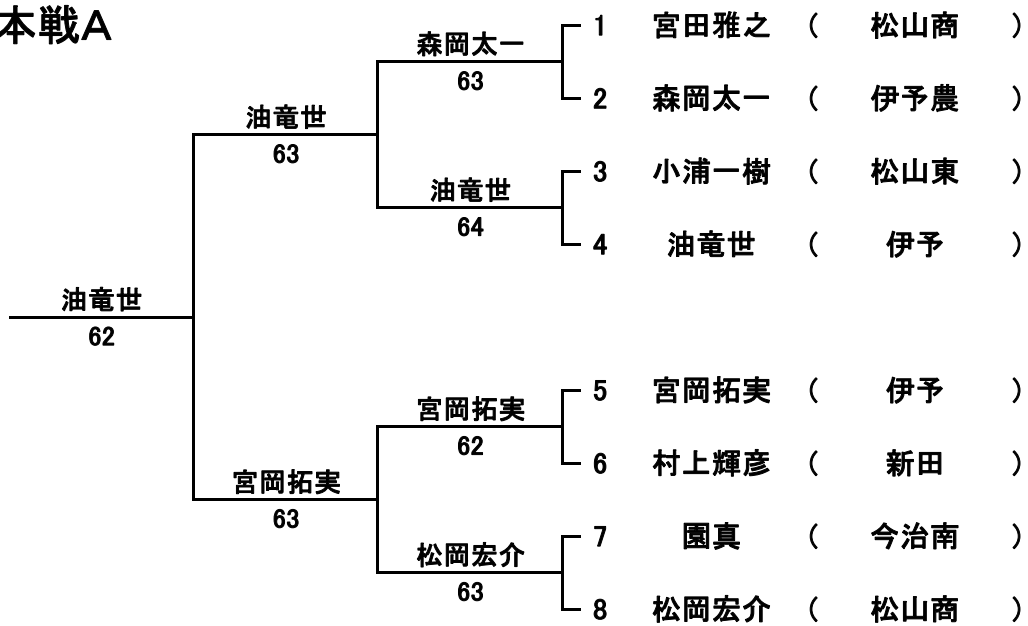 本戦A
1 宮田雅之 ( 松山商 )
森岡太一
63
2 森岡太一 ( 伊予農 )
油竜世
63
3 小浦一樹 ( 松山東 )
油竜世
64
4 油竜世 ( 伊予 )
油竜世
62
5 宮岡拓実 ( 伊予 )
宮岡拓実
62
6 村上輝彦 ( 新田 )
宮岡拓実
63
7 園真 ( 今治南 )
松岡宏介
63
8 松岡宏介 ( 松山商 )